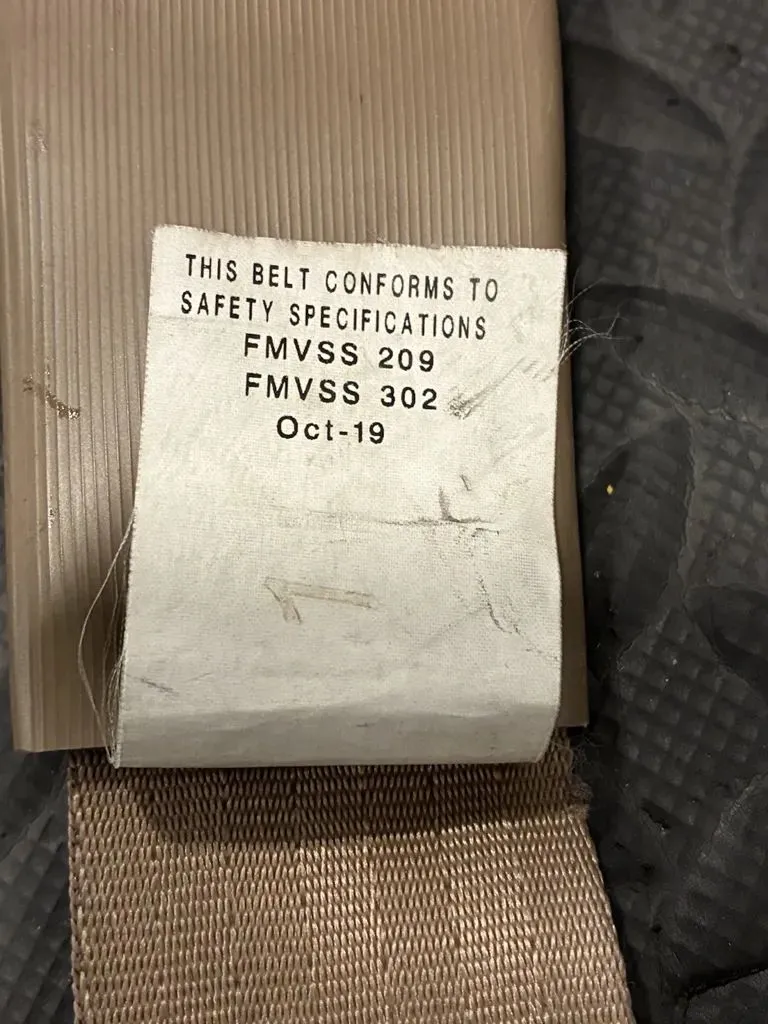 THIS BELT CONFORMS TO
SAFETY SPECIFICATIONS
FMVSS 209
FMVSS 302
Oct-19